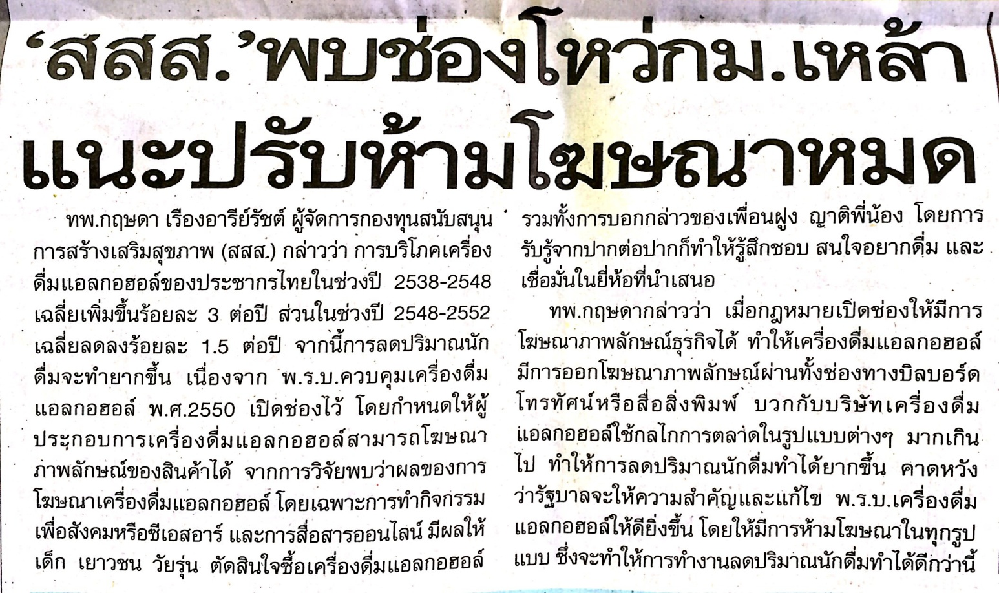 ‘สสส.’พบช่องโหว่กม.เหล้า
แนะปรับห้ามโฆษณาหมด
ทพ.กฤษดา เรืองอารีย์รัชต์ ผู้จัดการกองทุนสนับสนุน
การสร้างเสริมสุขภาพ (สสส.) กล่าวว่า การบริโภคเครื่อง
ดื่มแอลกอฮอล์ของประชากรไทยในช่วงปี 2538-2548
เฉลี่ยเพิ่มขึ้นร้อยละ 3 ต่อปี ส่วนในช่วงปี 2548-2552
เฉลี่ยลดลงร้อยละ 1.5 ต่อปี จากนี้การลดปริมาณนัก
ดื่มจะทำยากขึ้น เนื่องจาก พ.ร.บ.ควบคุมเครื่องดื่ม
แอลกอฮอล์ พ.ศ.2550 เปิดช่องไว้ โดยกำหนดให้ผู้
ประกอบการเครื่องดื่มแอลกอฮอล์สามารถโฆษณา
ภาพลักษณ์ของสินค้าได้ จากการวิจัยพบว่าผลของการ
โฆษณาเครื่องดื่มแอลกอฮอล์ โดยเฉพาะการทำกิจกรรม
เพื่อสังคมหรือซีเอสอาร์ และการสื่อสารออนไลน์ มีผลให้
เด็ก เยาวชน วัยรุ่น ตัดสินใจซื้อเครื่องดื่มแอลกอฮอล์
รวมทั้งการบอกกล่าวของเพื่อนฝูง ญาติพี่น้อง โดยการ
รับรู้จากปากต่อปากก็ทำให้รู้สึกชอบ สนใจอยากดื่ม และ
เชื่อมั่นในยี่ห้อที่นำเสนอ
ทพ.กฤษดากล่าวว่า เมื่อกฎหมายเปิดช่องให้มีการ
โฆษณาภาพลักษณ์ธุรกิจได้ ทำให้เครื่องดื่มแอลกอฮอล์
มีการออกโฆษณาภาพลักษณ์ผ่านทั้งช่องทางบิลบอร์ด
โทรทัศน์หรือสื่อสิ่งพิมพ์ บวกกับบริษัทเครื่องดื่ม
แอลกอฮอล์ใช้กลไกการตลาดในรูปแบบต่างๆ มากเกิน
ไป ทำให้การลดปริมาณนักดื่มทำได้ยากขึ้น คาดหวัง
ว่ารัฐบาลจะให้ความสำคัญและแก้ไข พ.ร.บ.เครื่องดื่ม
แอลกอฮอล์ให้ดียิ่งขึ้น โดยให้มีการห้ามโฆษณาในทุกรูป
แบบ ซึ่งจะทำให้การทำงานลดปริมาณนักดื่มทำได้ดีกว่านี้